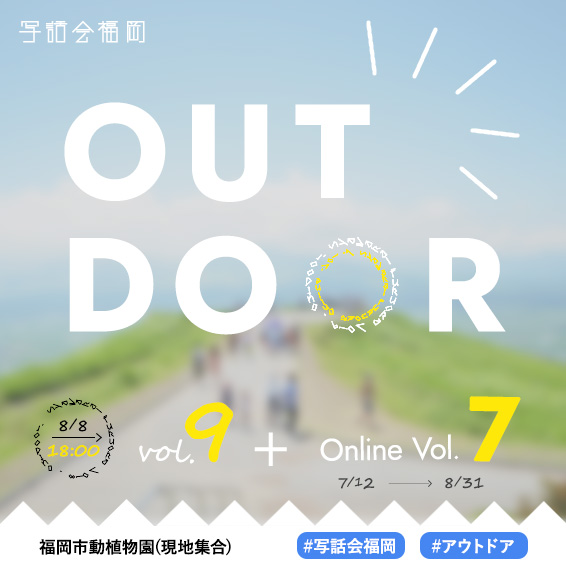 写話会福岡
OUT
DOOR
8/8
18:00
vol.9
+
Online Vol. 7
7/12 → 8/31
福岡市動植物園(現地集合)
#写話会福岡
#アウトドア